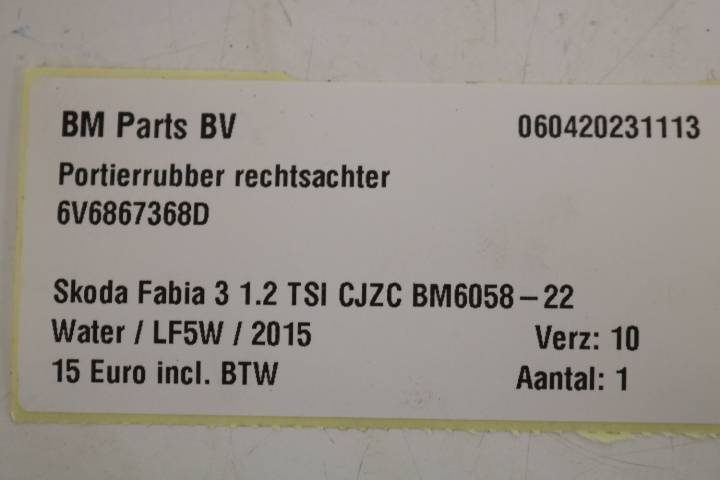 BM Parts BV 060420231113
Portierrubber rechtsachter
6V6867368D
Skoda Fabia 3 1.2 TSI CJZC BM6058-22
Water / LF5W / 2015 Verz: 10
15 Euro incl. BTW Aantal: 1